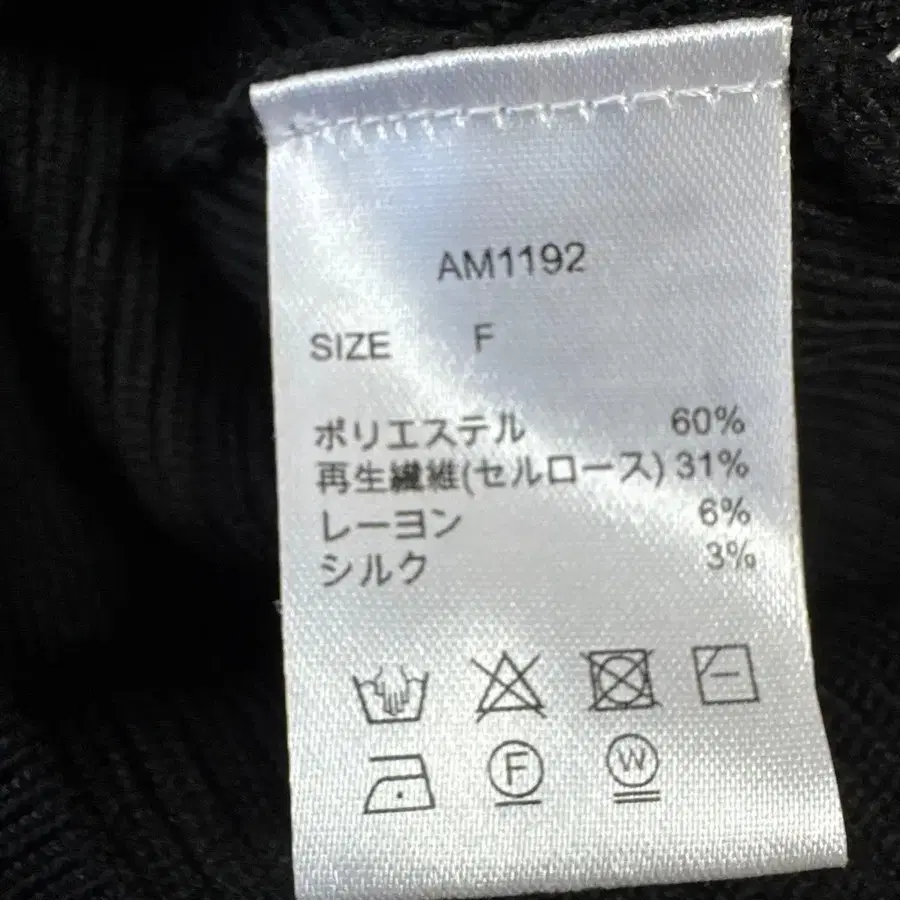 AM1192
SIZE F
ポリエステル 60%
再生繊維(セルロース) 31%
レーヨン 6%
シルク 3%
F W